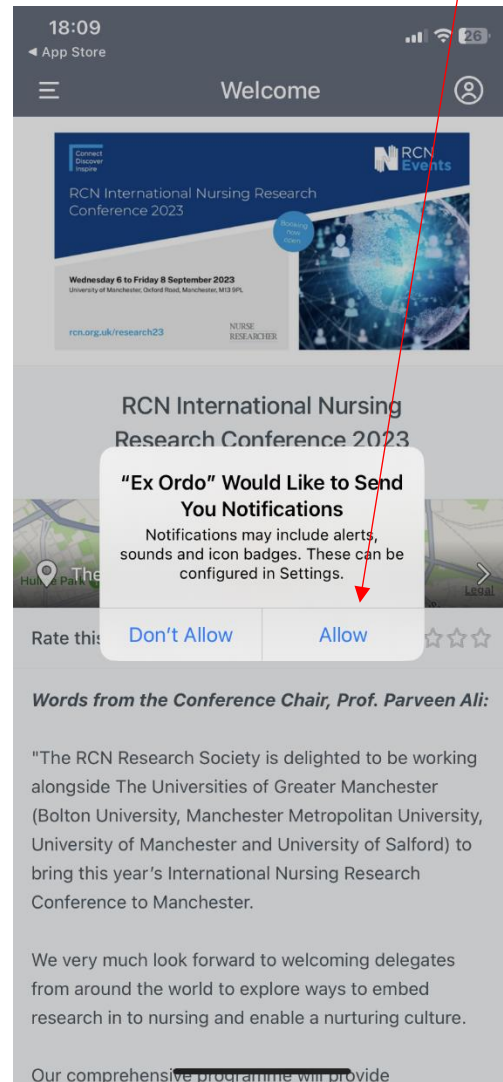 18:09
26
App Store
Welcome
Connect
Discover
Inspire
RCN
Events
RCN International Nursing Research
Conference 2023
Booking
now
open
Wednesday 6 to Friday 8 September 2023
University of Manchester, Oxford Road, Manchester, M13 9PL
rcn.org.uk/research23
NURSE
RESEARCHER
RCN International Nursing
Research Conference 2023
"Ex Ordo" Would Like to Send
You Notifications
Notifications may include alerts,
sounds and icon badges. These can be
configured in Settings.
The
Legal
Rate this
Don't Allow
Allow
Words from the Conference Chair, Prof. Parveen Ali:
"The RCN Research Society is delighted to be working
alongside The Universities of Greater Manchester
(Bolton University, Manchester Metropolitan University,
University of Manchester and University of Salford) to
bring this year's International Nursing Research
Conference to Manchester.
We very much look forward to welcoming delegates
from around the world to explore ways to embed
research in to nursing and enable a nurturing culture.
Our comprehensive programme will provide